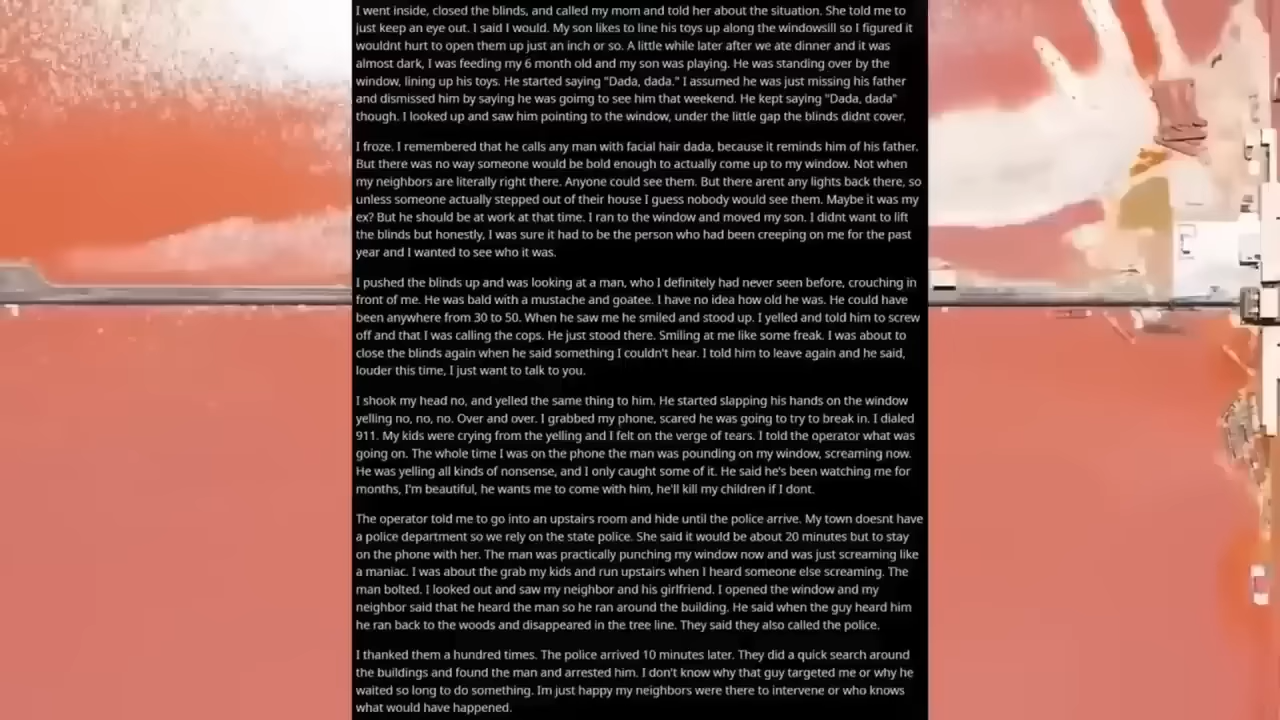 I went inside, closed the blinds, and called my mom and told her about the situation. She told me to
just keep an eye out. I said I would. My son likes to line his toys up along the windowsill so I figured it
wouldnt hurt to open them up just an inch or so. A little while later after we ate dinner and it was
almost dark, I was feeding my 6 month old and my son was playing. He was standing over by the
window, lining up his toys. He started saying "Dada, dada." I assumed he was just missing his father
and dismissed him by saying he was goimg to see him that weekend. He kept saying "Dada, dada"
though. I looked up and saw him pointing to the window, under the little gap the blinds didnt cover.
I froze. I remembered that he calls any man with facial hair dada, because it reminds him of his father.
But there was no way someone would be bold enough to actually come up to my window. Not when
my neighbors are literally right there. Anyone could see them. But there arent any lights back there, so
unless someone actually stepped out of their house I guess nobody would see them. Maybe it was my
ex? But he should be at work at that time. I ran to the window and moved my son. I didnt want to lift
the blinds but honestly, I was sure it had to be the person who had been creeping on me for the past
year and I wanted to see who it was.
I pushed the blinds up and was looking at a man, who I definitely had never seen before, crouching in
front of me. He was bald with a mustache and goatee. I have no idea how old he was. He could have
been anywhere from 30 to 50. When he saw me he smiled and stood up. I yelled and told him to screw
off and that I was calling the cops. He just stood there. Smiling at me like some freak. I was about to
close the blinds again when he said something I couldn't hear. I told him to leave again and he said,
louder this time, I just want to talk to you.
I shook my head no, and yelled the same thing to him. He started slapping his hands on the window
yelling no, no, no. Over and over. I grabbed my phone, scared he was going to try to break in. I dialed
911. My kids were crying from the yelling and I felt on the verge of tears. I told the operator what was
going on. The whole time I was on the phone the man was pounding on my window, screaming now.
He was yelling all kinds of nonsense, and I only caught some of it. He said he's been watching me for
months, I'm beautiful, he wants me to come with him, he'll kill my children if I dont.
The operator told me to go into an upstairs room and hide until the police arrive. My town doesnt have
a police department so we rely on the state police. She said it would be about 20 minutes but to stay
on the phone with her. The man was practically punching my window now and was just screaming like
a maniac. I was about the grab my kids and run upstairs when I heard someone else screaming. The
man bolted. I looked out and saw my neighbor and his girlfriend. I opened the window and my
neighbor said that he heard the man so he ran around the building. He said when the guy heard him
he ran back to the woods and disappeared in the tree line. They said they also called the police.
I thanked them a hundred times. The police arrived 10 minutes later. They did a quick search around
the buildings and found the man and arrested him. I don't know why that guy targeted me or why he
waited so long to do something. Im just happy my neighbors were there to intervene or who knows
what would have happened.